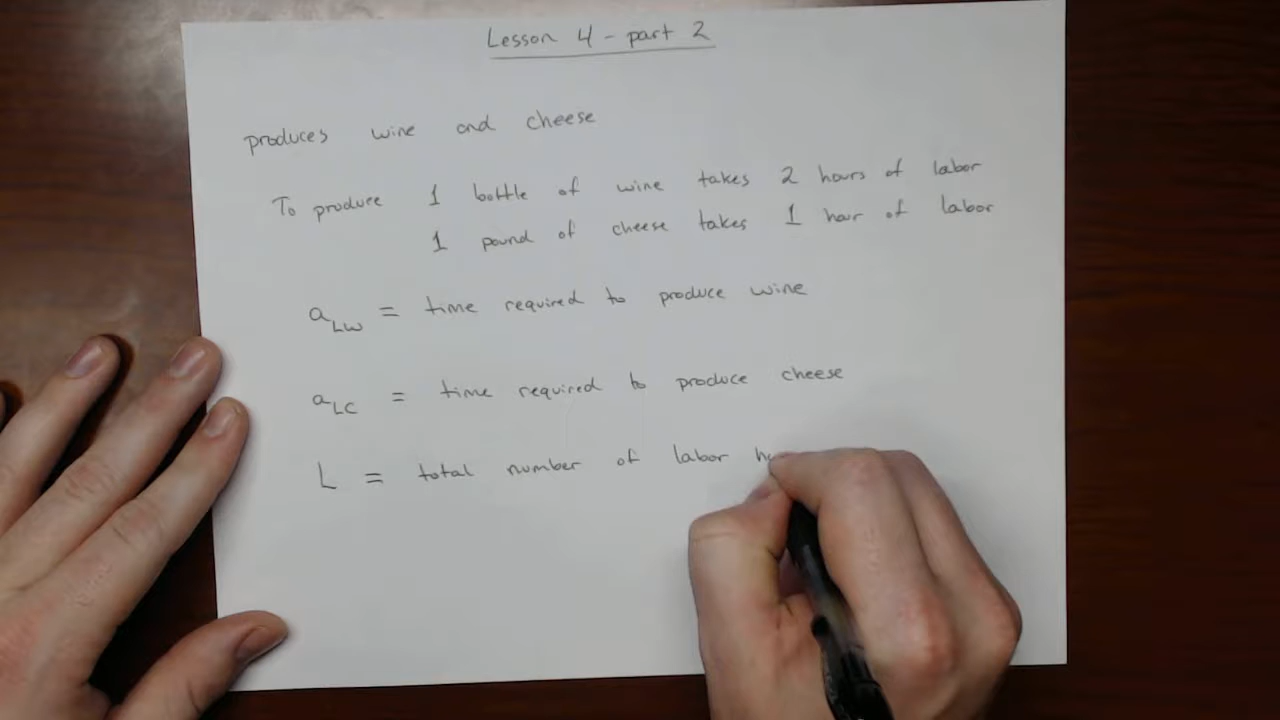 Lesson 4 - part 2
produces wine and cheese
To produce 1 bottle of wine takes 2 hours of labor
1 pound of cheese takes 1 hour of labor
a_LW = time required to produce wine
a_LC = time required to produce cheese
L = total number of labor